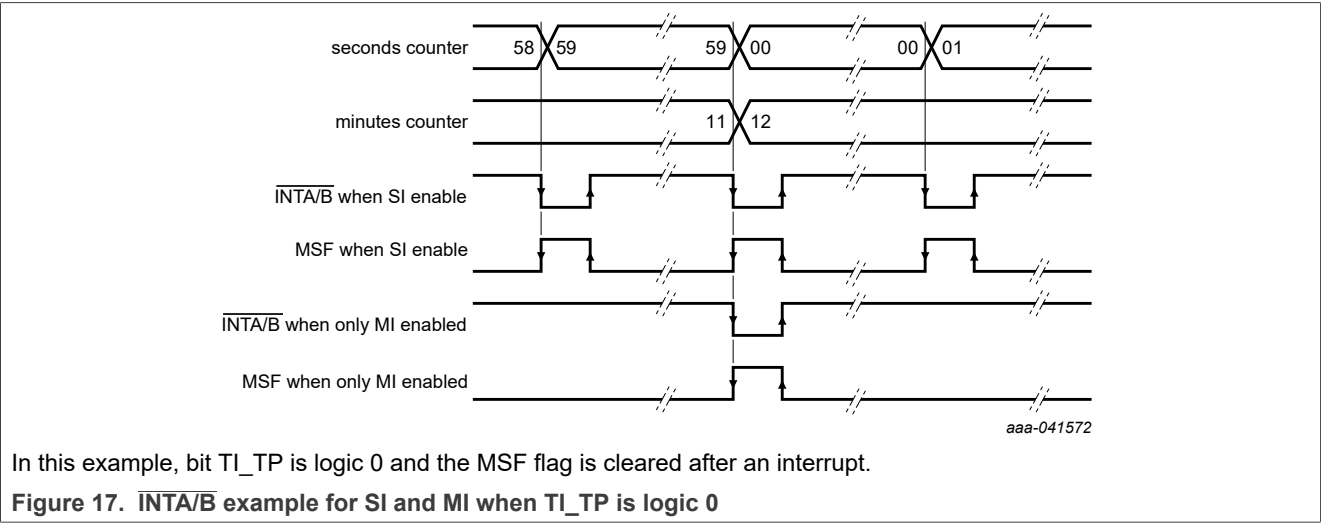 seconds counter 58 59 59 00 00 01
minutes counter 11 12
INTA/B when SI enable
MSF when SI enable
INTA/B when only MI enabled
MSF when only MI enabled
aaa-041572
In this example, bit TI_TP is logic 0 and the MSF flag is cleared after an interrupt.
Figure 17. INTA/B example for SI and MI when TI_TP is logic 0